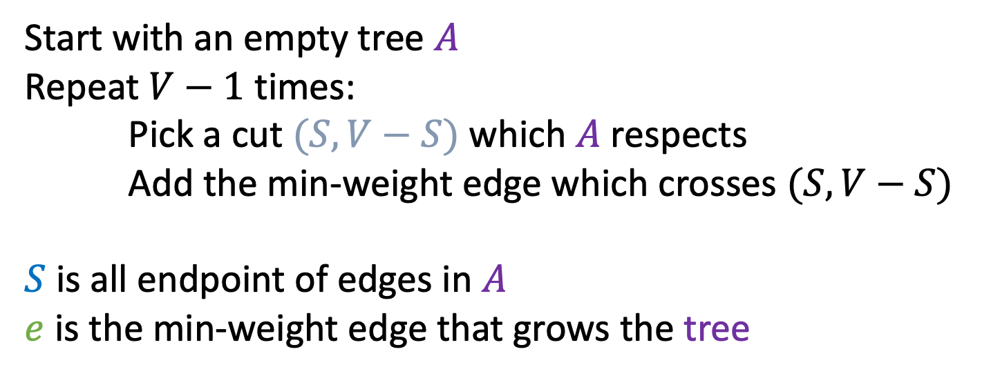 Start with an empty tree A
Repeat V − 1 times:
Pick a cut (S, V − S) which A respects
Add the min-weight edge which crosses (S, V − S)
S is all endpoint of edges in A
e is the min-weight edge that grows the tree